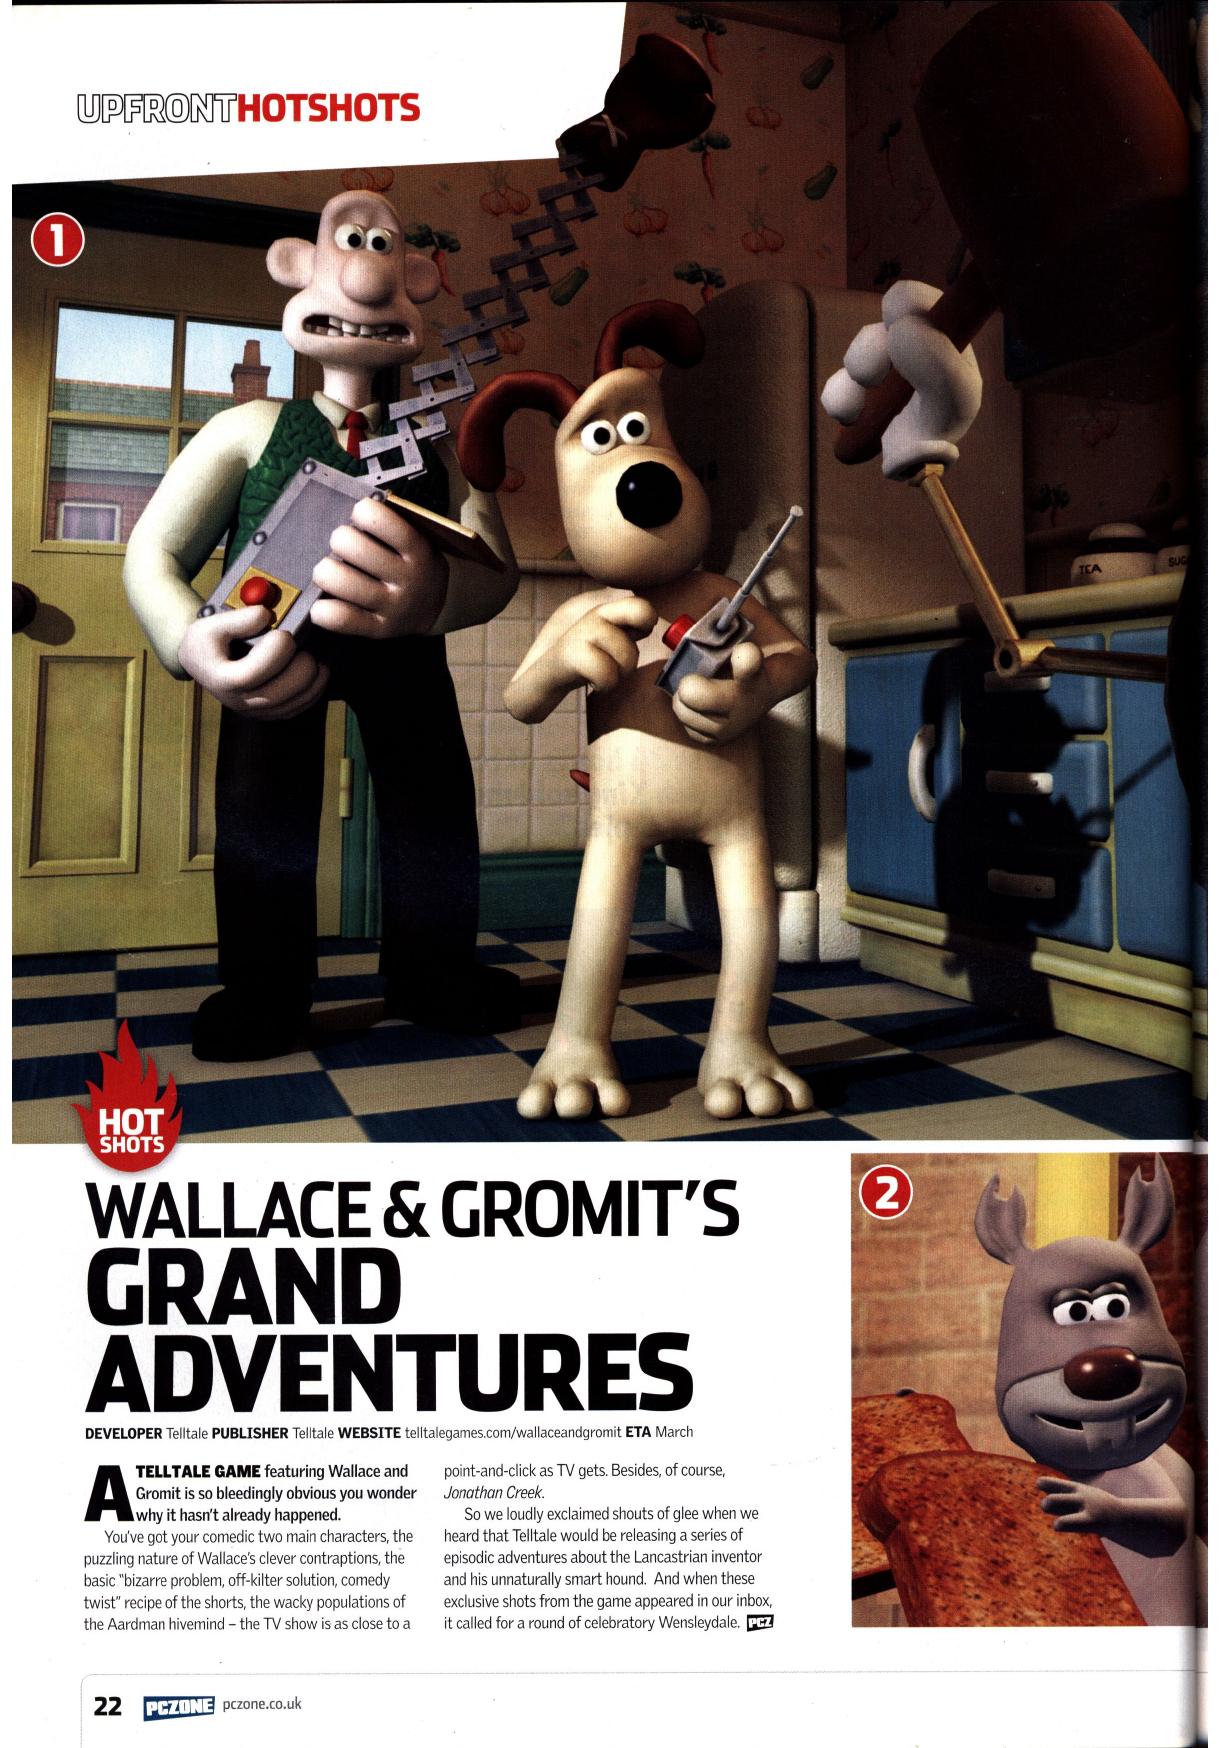 UPFRONTHOTSHOTS
1
TEA
SUG
HOT
SHOTS
WALLACE & GROMIT'S
GRAND
ADVENTURES
DEVELOPER Telltale PUBLISHER Telltale WEBSITE telltalegames.com/wallaceandgromit ETA March
A TELLTALE GAME featuring Wallace and
Gromit is so bleedingly obvious you wonder
why it hasn't already happened.
You've got your comedic two main characters, the
puzzling nature of Wallace's clever contraptions, the
basic "bizarre problem, off-kilter solution, comedy
twist" recipe of the shorts, the wacky populations of
the Aardman hivemind – the TV show is as close to a
point-and-click as TV gets. Besides, of course,
Jonathan Creek.
So we loudly exclaimed shouts of glee when we
heard that Telltale would be releasing a series of
episodic adventures about the Lancastrian inventor
and his unnaturally smart hound. And when these
exclusive shots from the game appeared in our inbox,
it called for a round of celebratory Wensleydale. PCZ
2
22 PCZONE pczone.co.uk